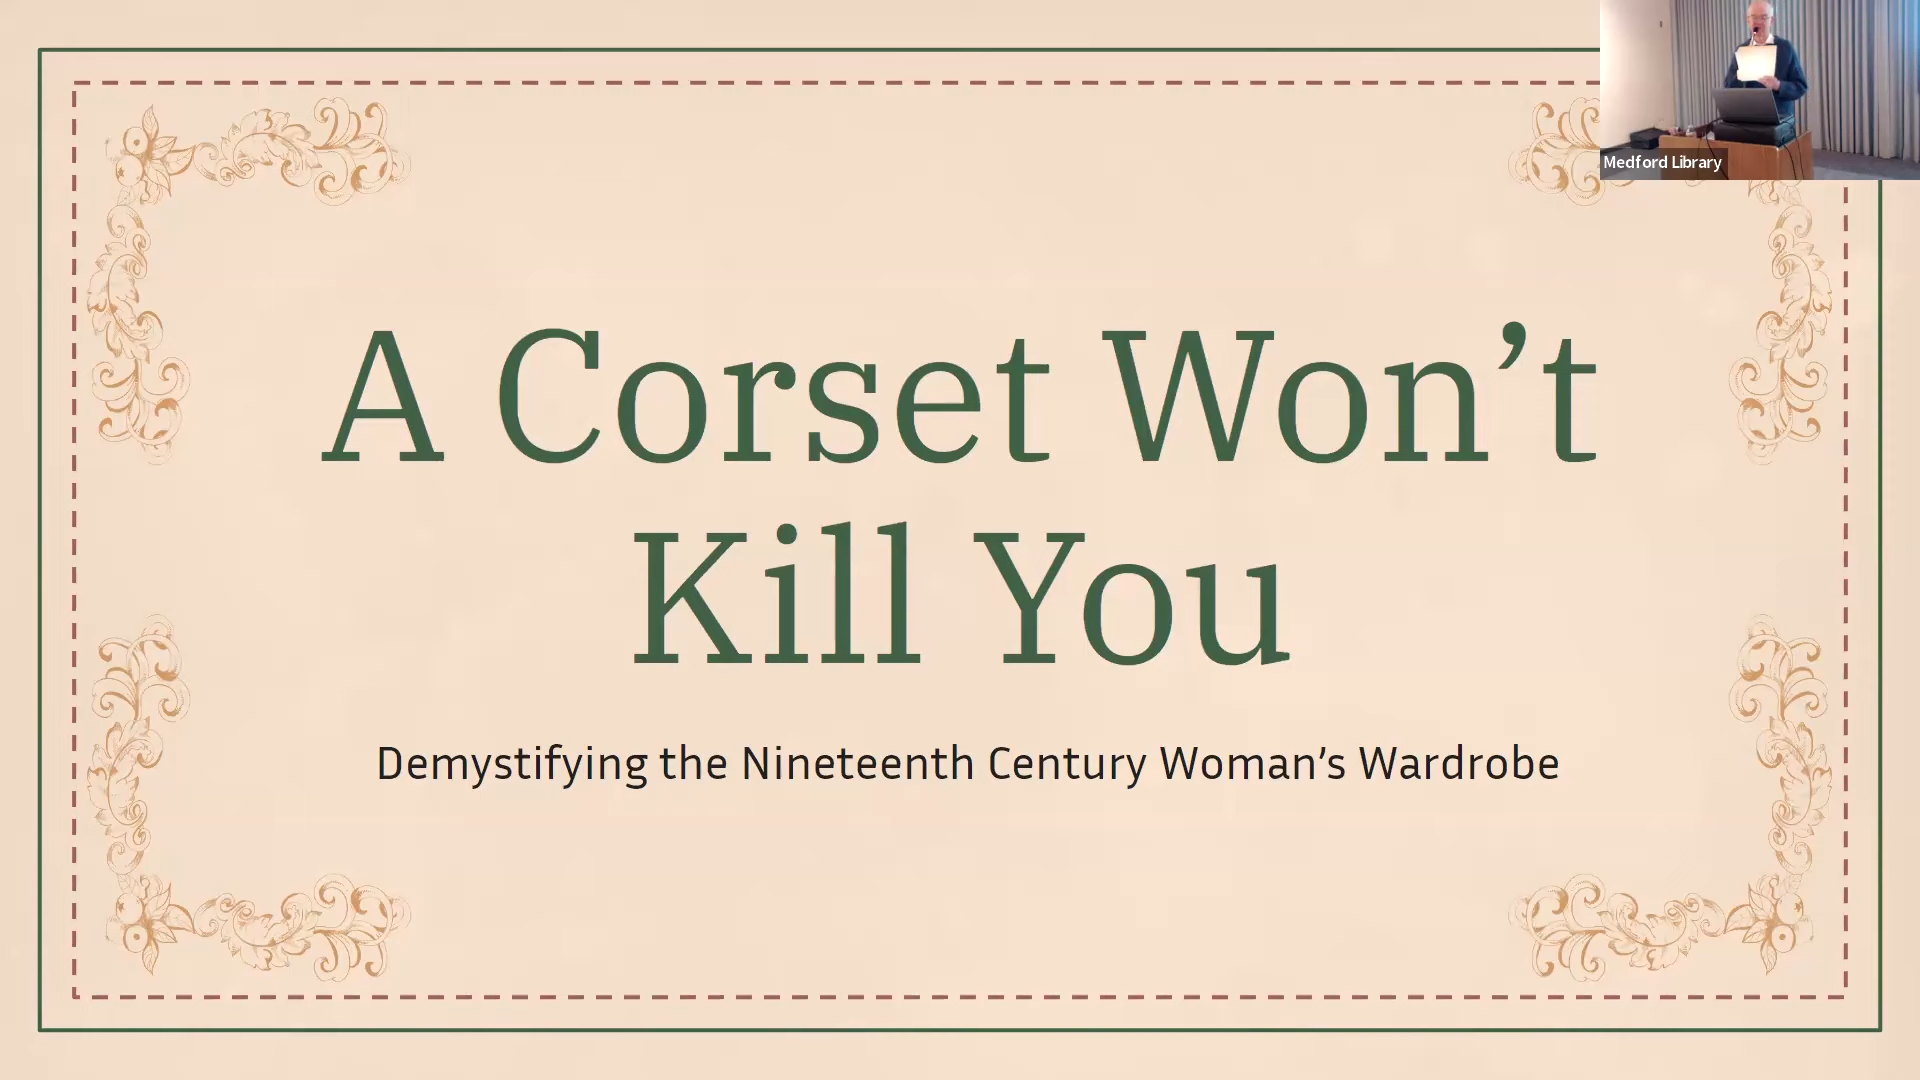 Medford Library
A Corset Won’t
Kill You
Demystifying the Nineteenth Century Woman’s Wardrobe